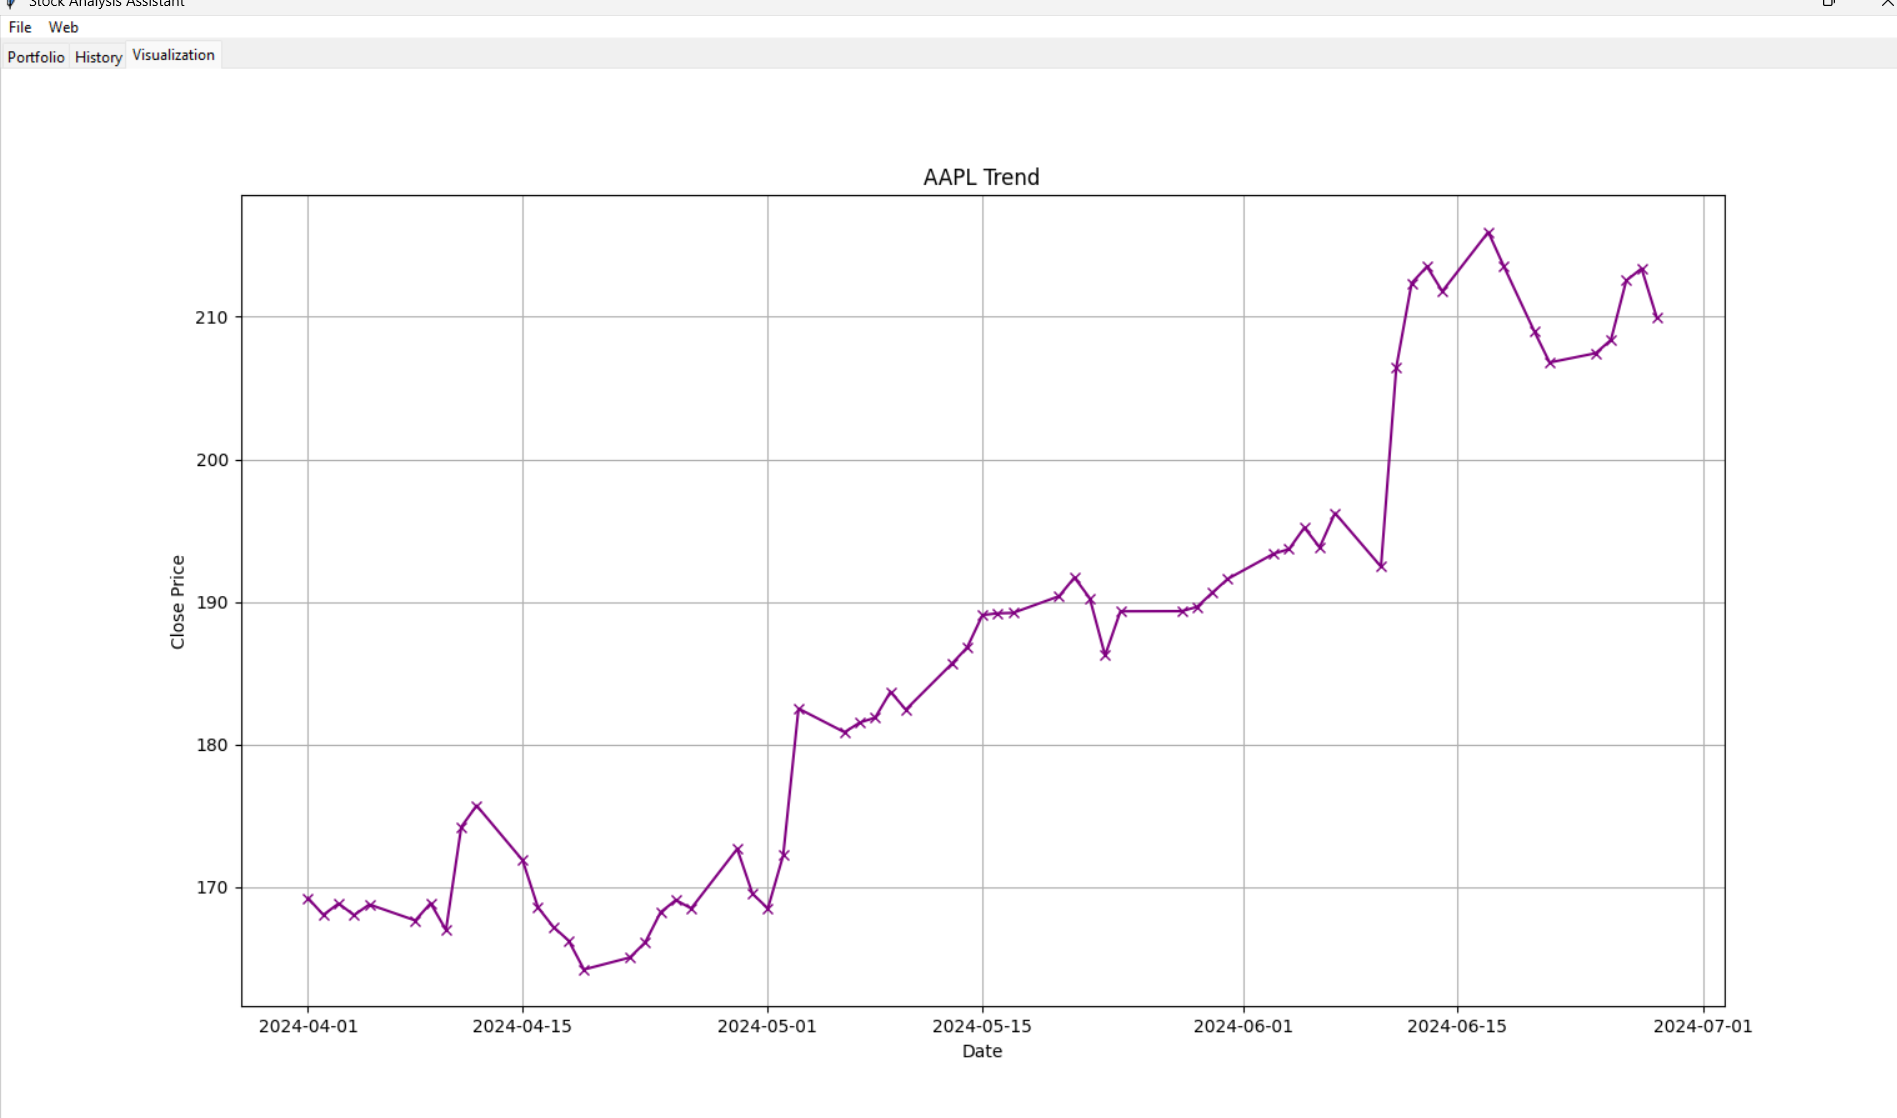 Stock Analysis Assistant
File Web
Portfolio History Visualization
AAPL Trend
210
200
190
180
170
Close Price
2024-04-01 2024-04-15 2024-05-01 2024-05-15 2024-06-01 2024-06-15 2024-07-01
Date